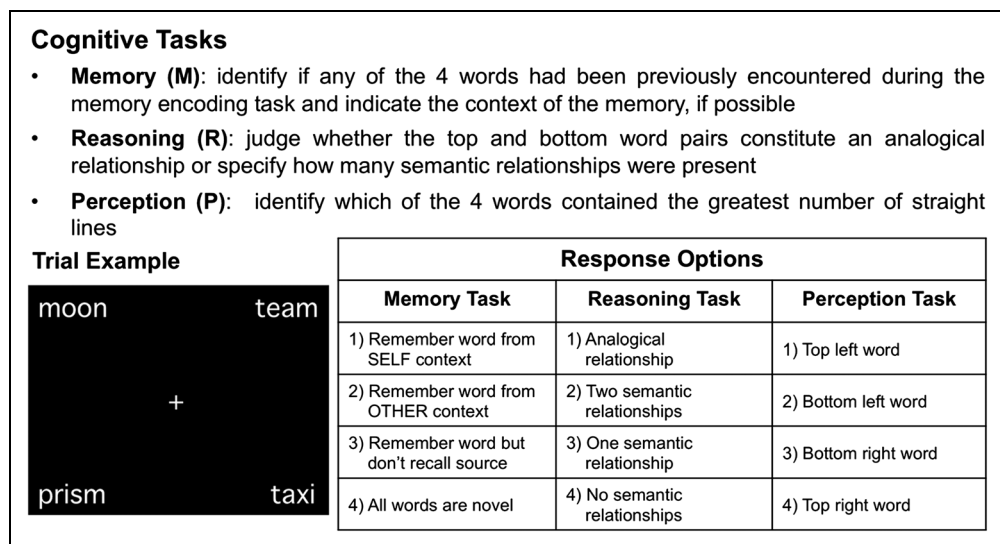 Cognitive Tasks
• Memory (M): identify if any of the 4 words had been previously encountered during the
memory encoding task and indicate the context of the memory, if possible
• Reasoning (R): judge whether the top and bottom word pairs constitute an analogical
relationship or specify how many semantic relationships were present
• Perception (P): identify which of the 4 words contained the greatest number of straight
lines
Trial Example
moon team
+
prism taxi
Response Options
Memory Task Reasoning Task Perception Task
1) Remember word from
SELF context
1) Analogical
relationship
1) Top left word
2) Remember word from
OTHER context
2) Two semantic
relationships
2) Bottom left word
3) Remember word but
don’t recall source
3) One semantic
relationship
3) Bottom right word
4) All words are novel
4) No semantic
relationships
4) Top right word